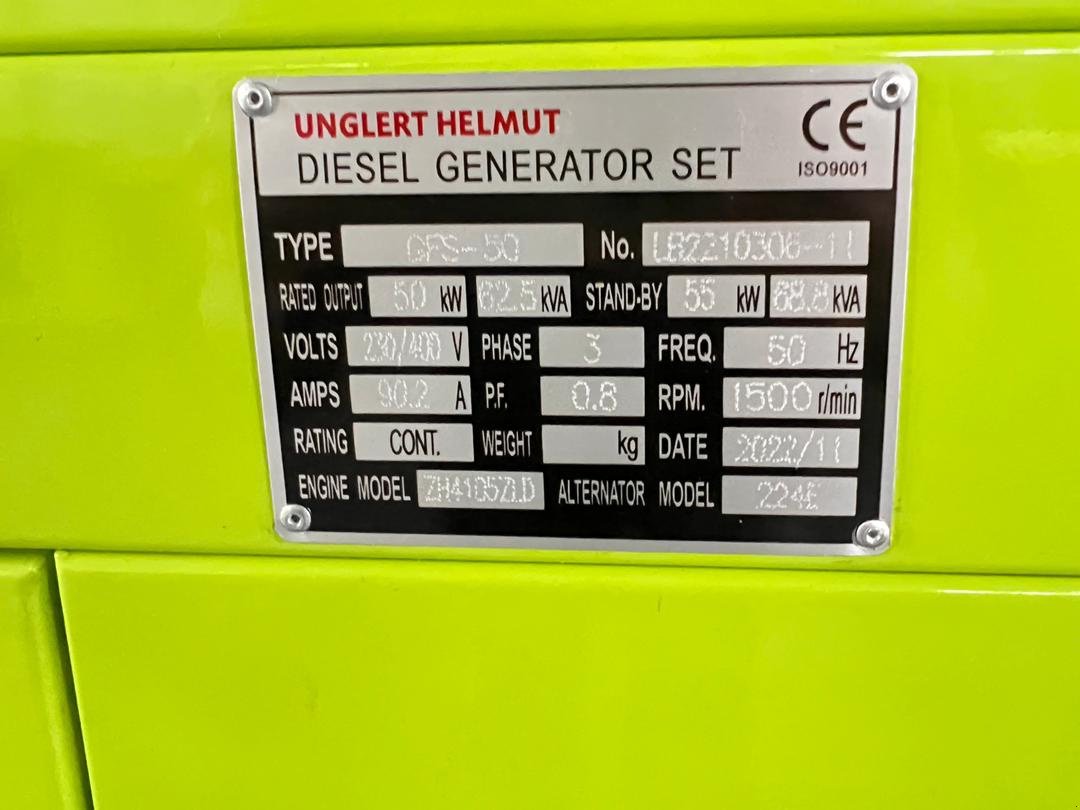 UNGLERT HELMUT
CE
DIESEL GENERATOR SET
ISO9001
TYPE GFS-50 No. LB2210306-11
RATED OUTPUT 50 kW 62.5 kVA STAND-BY 55 kW 68.8 kVA
VOLTS 230/400 V PHASE 3 FREQ. 50 Hz
AMPS 90.2 A P.F. 0.8 RPM. 1500 r/min
RATING CONT. WEIGHT kg DATE 2022/11
ENGINE MODEL ZH4105ZLD ALTERNATOR MODEL 224E